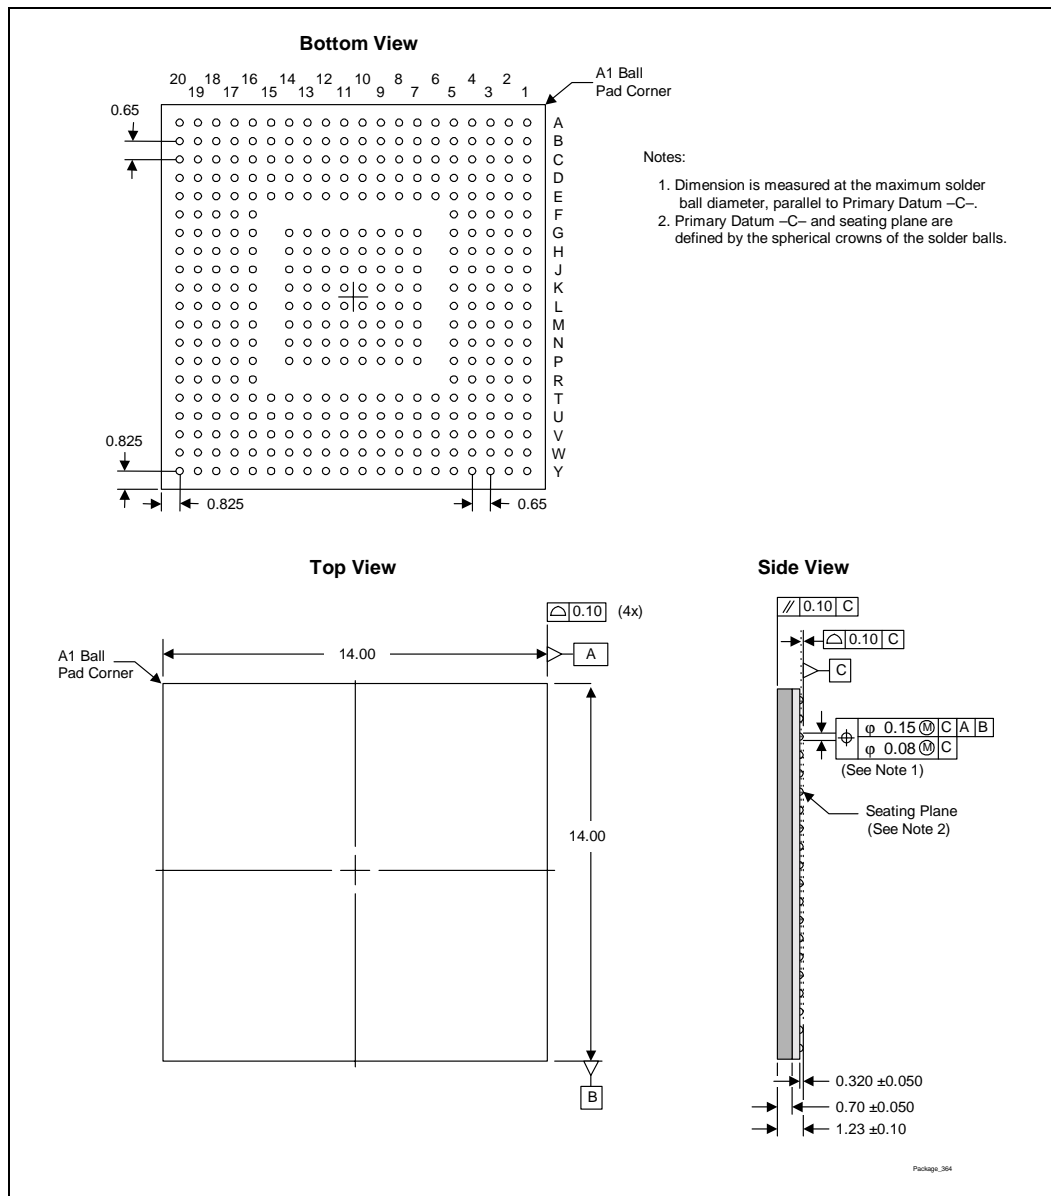 Bottom View
20 18 16 14 12 10 8 6 4 2
19 17 15 13 11 9 7 5 3 1
A1 Ball
Pad Corner
0.65
A
B
C
D
E
F
G
H
J
K
L
M
N
P
R
T
U
V
W
Y
Notes:
1. Dimension is measured at the maximum solder
ball diameter, parallel to Primary Datum –C–.
2. Primary Datum –C– and seating plane are
defined by the spherical crowns of the solder balls.
0.825
0.825
0.65
Top View
0.10 (4x)
A1 Ball
Pad Corner
14.00
A
14.00
B
Side View
// 0.10 C
⌓ 0.10 C
C
⌖ φ 0.15 Ⓜ C A B
φ 0.08 Ⓜ C
(See Note 1)
Seating Plane
(See Note 2)
0.320 ±0.050
0.70 ±0.050
1.23 ±0.10
Package_364